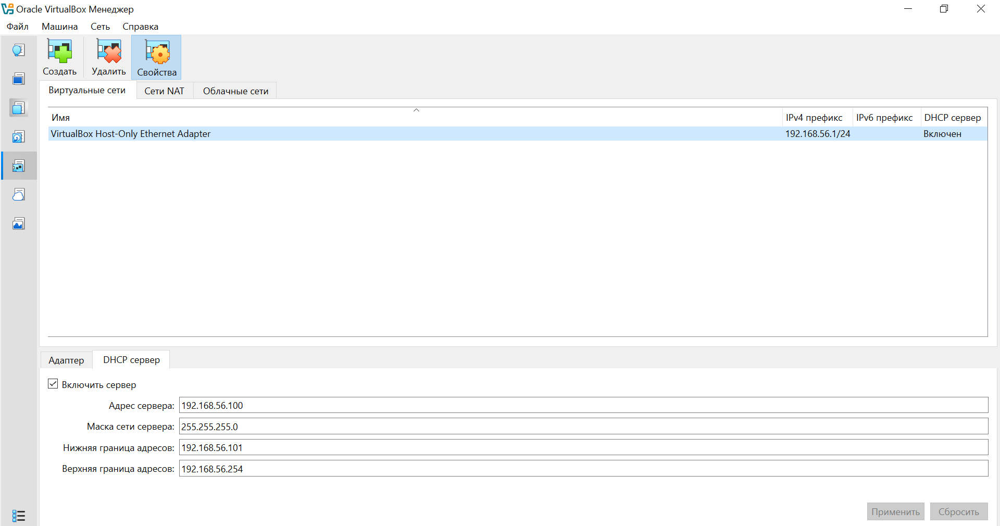 Oracle VirtualBox Менеджер
Файл Машина Сеть Справка
Создать Удалить Свойства
Виртуальные сети Сети NAT Облачные сети
Имя IPv4 префикс IPv6 префикс DHCP сервер
VirtualBox Host-Only Ethernet Adapter 192.168.56.1/24 Включен
Адаптер DHCP сервер
Включить сервер
Адрес сервера: 192.168.56.100
Маска сети сервера: 255.255.255.0
Нижняя граница адресов: 192.168.56.101
Верхняя граница адресов: 192.168.56.254
Применить Сбросить